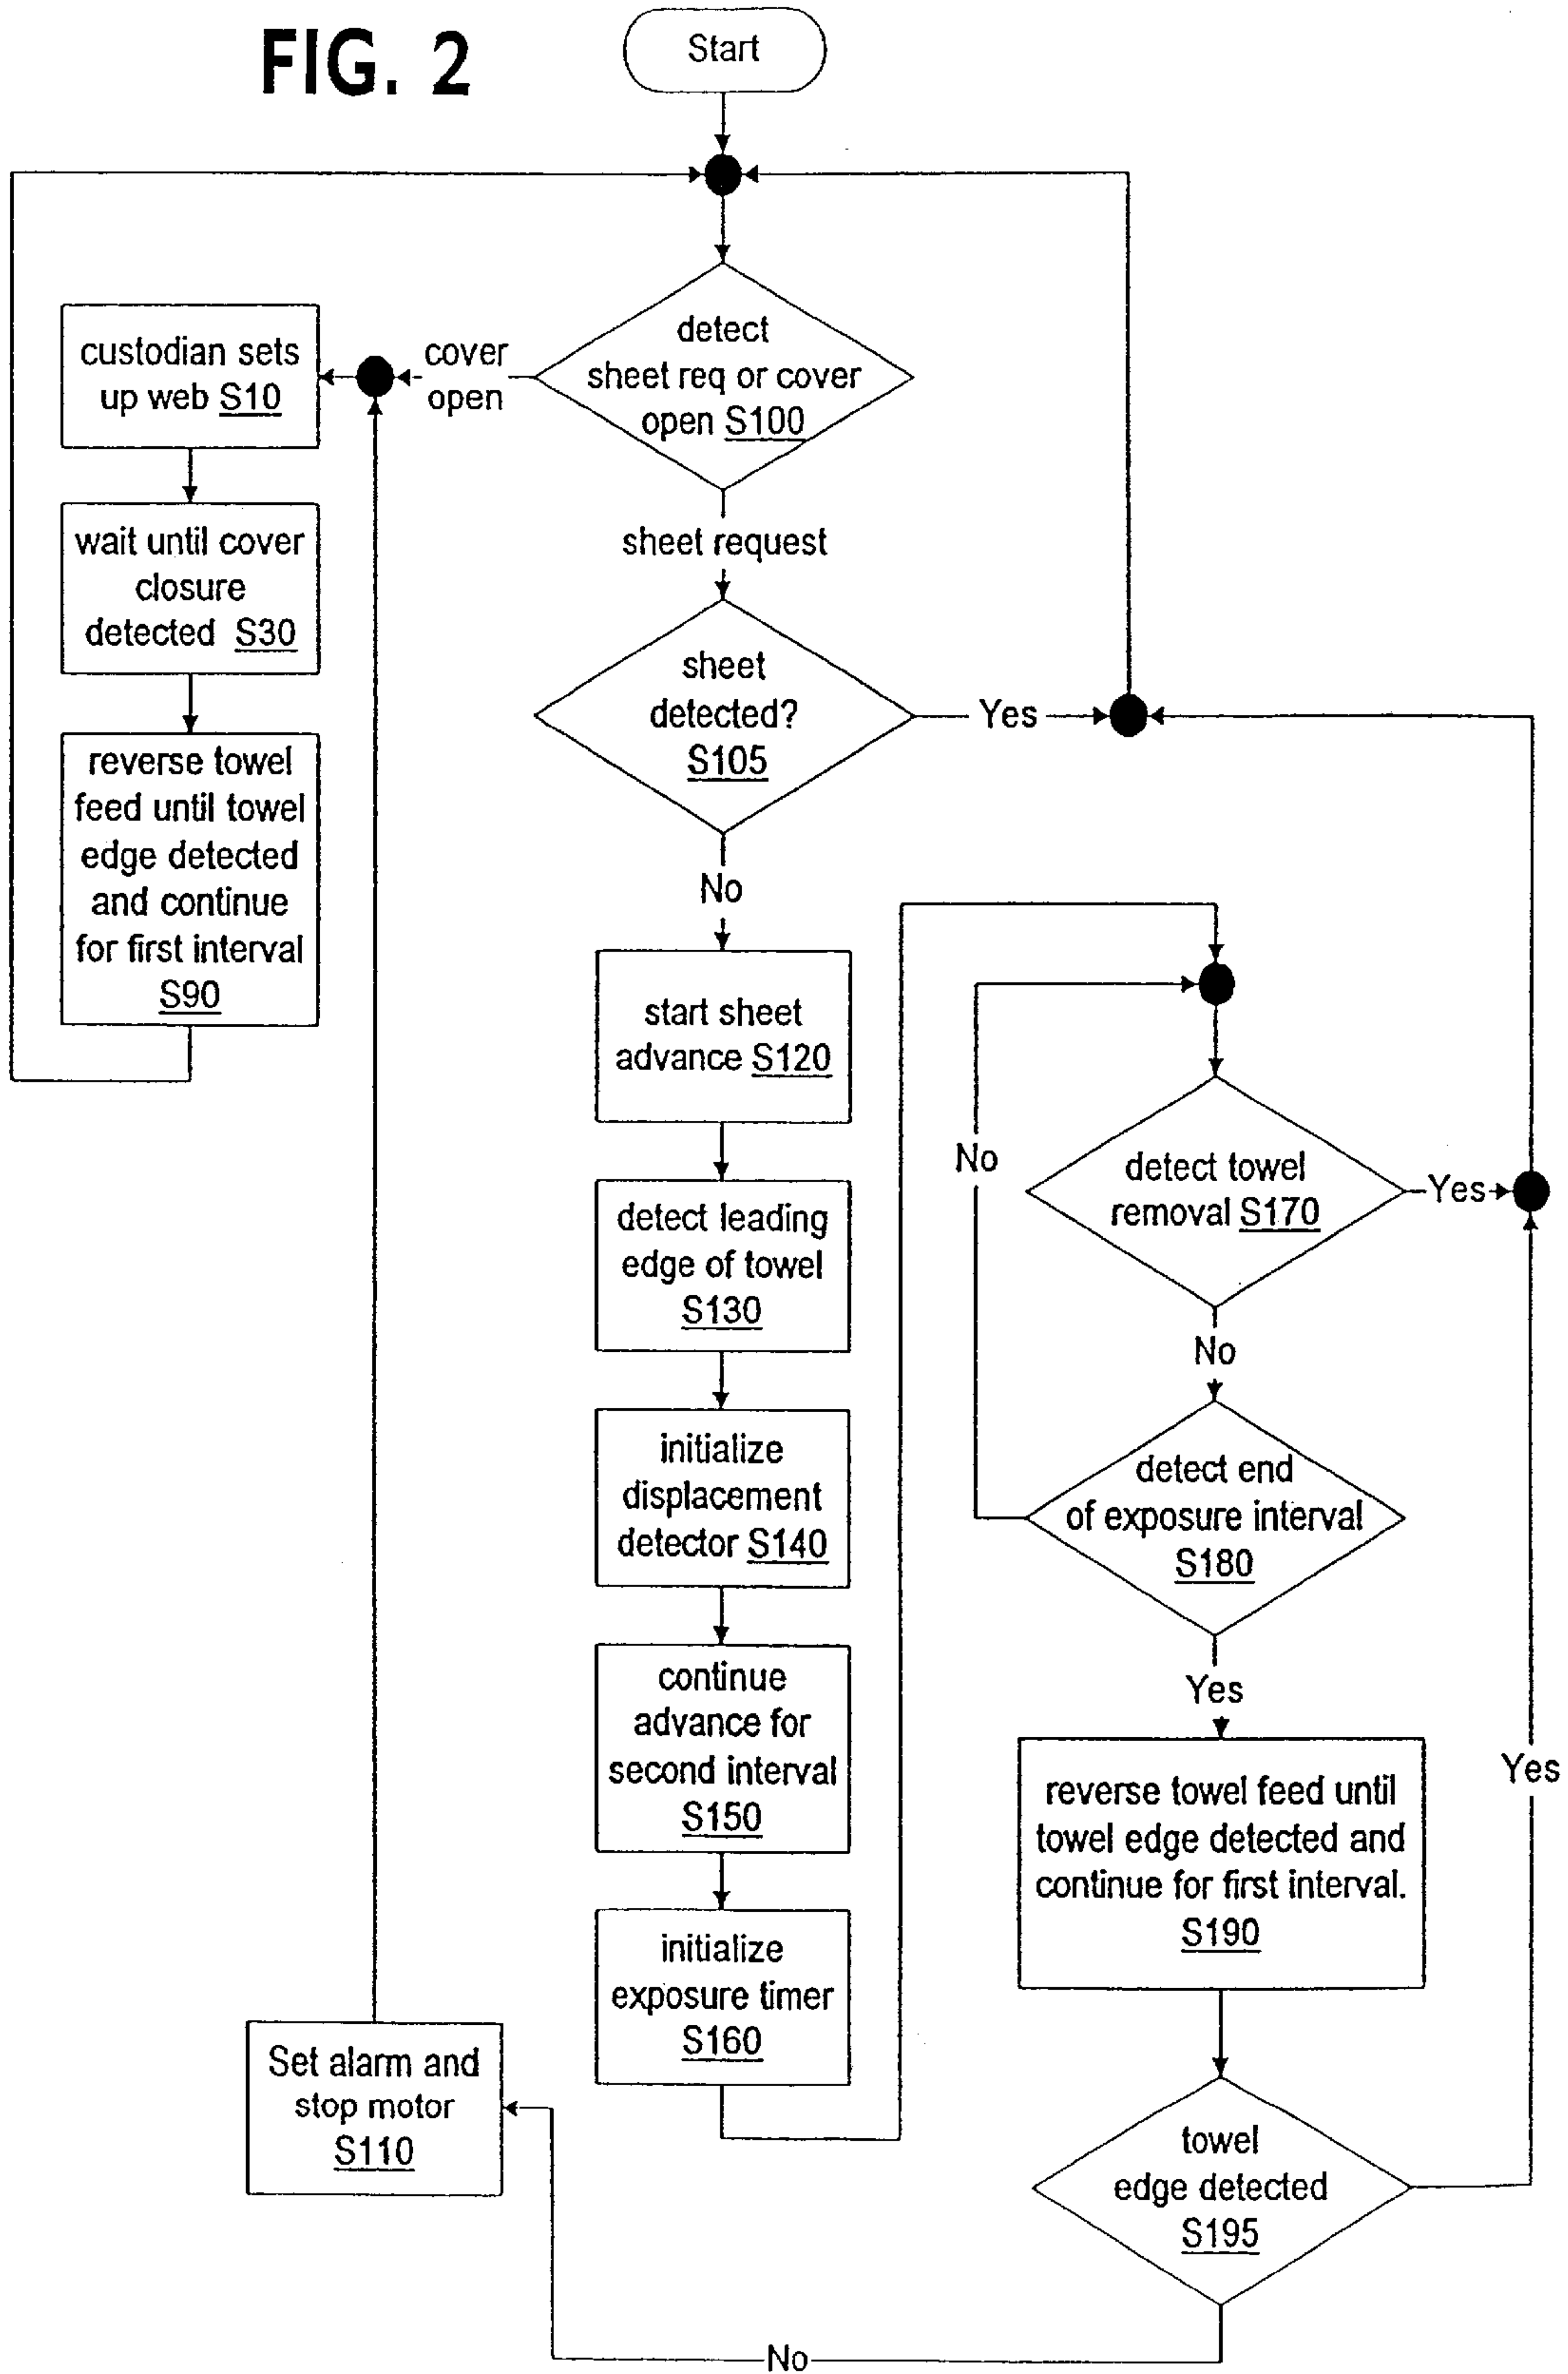 FIG. 2
Start
detect
sheet req or cover
open S100
cover
open
custodian sets
up web S10
wait until cover
closure
detected S30
reverse towel
feed until towel
edge detected
and continue
for first interval
S90
sheet request
sheet
detected?
S105
Yes
No
start sheet
advance S120
detect leading
edge of towel
S130
initialize
displacement
detector S140
continue
advance for
second interval
S150
initialize
exposure timer
S160
detect towel
removal S170
Yes
No
No
detect end
of exposure interval
S180
Yes
reverse towel feed until
towel edge detected and
continue for first interval.
S190
Yes
towel
edge detected
S195
No
Set alarm and
stop motor
S110